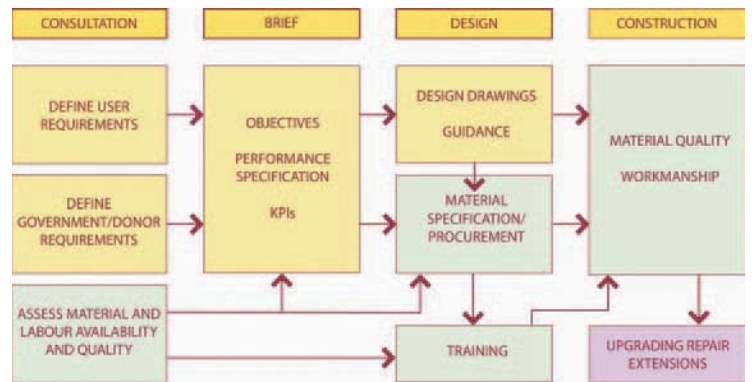 CONSULTATION
BRIEF
DESIGN
CONSTRUCTION
DEFINE USER
REQUIREMENTS
DEFINE
GOVERNMENT/DONOR
REQUIREMENTS
ASSESS MATERIAL AND
LABOUR AVAILABILITY
AND QUALITY
OBJECTIVES
PERFORMANCE
SPECIFICATION
KPIs
DESIGN DRAWINGS
GUIDANCE
MATERIAL
SPECIFICATION/
PROCUREMENT
TRAINING
MATERIAL QUALITY
WORKMANSHIP
UPGRADING REPAIR
EXTENSIONS